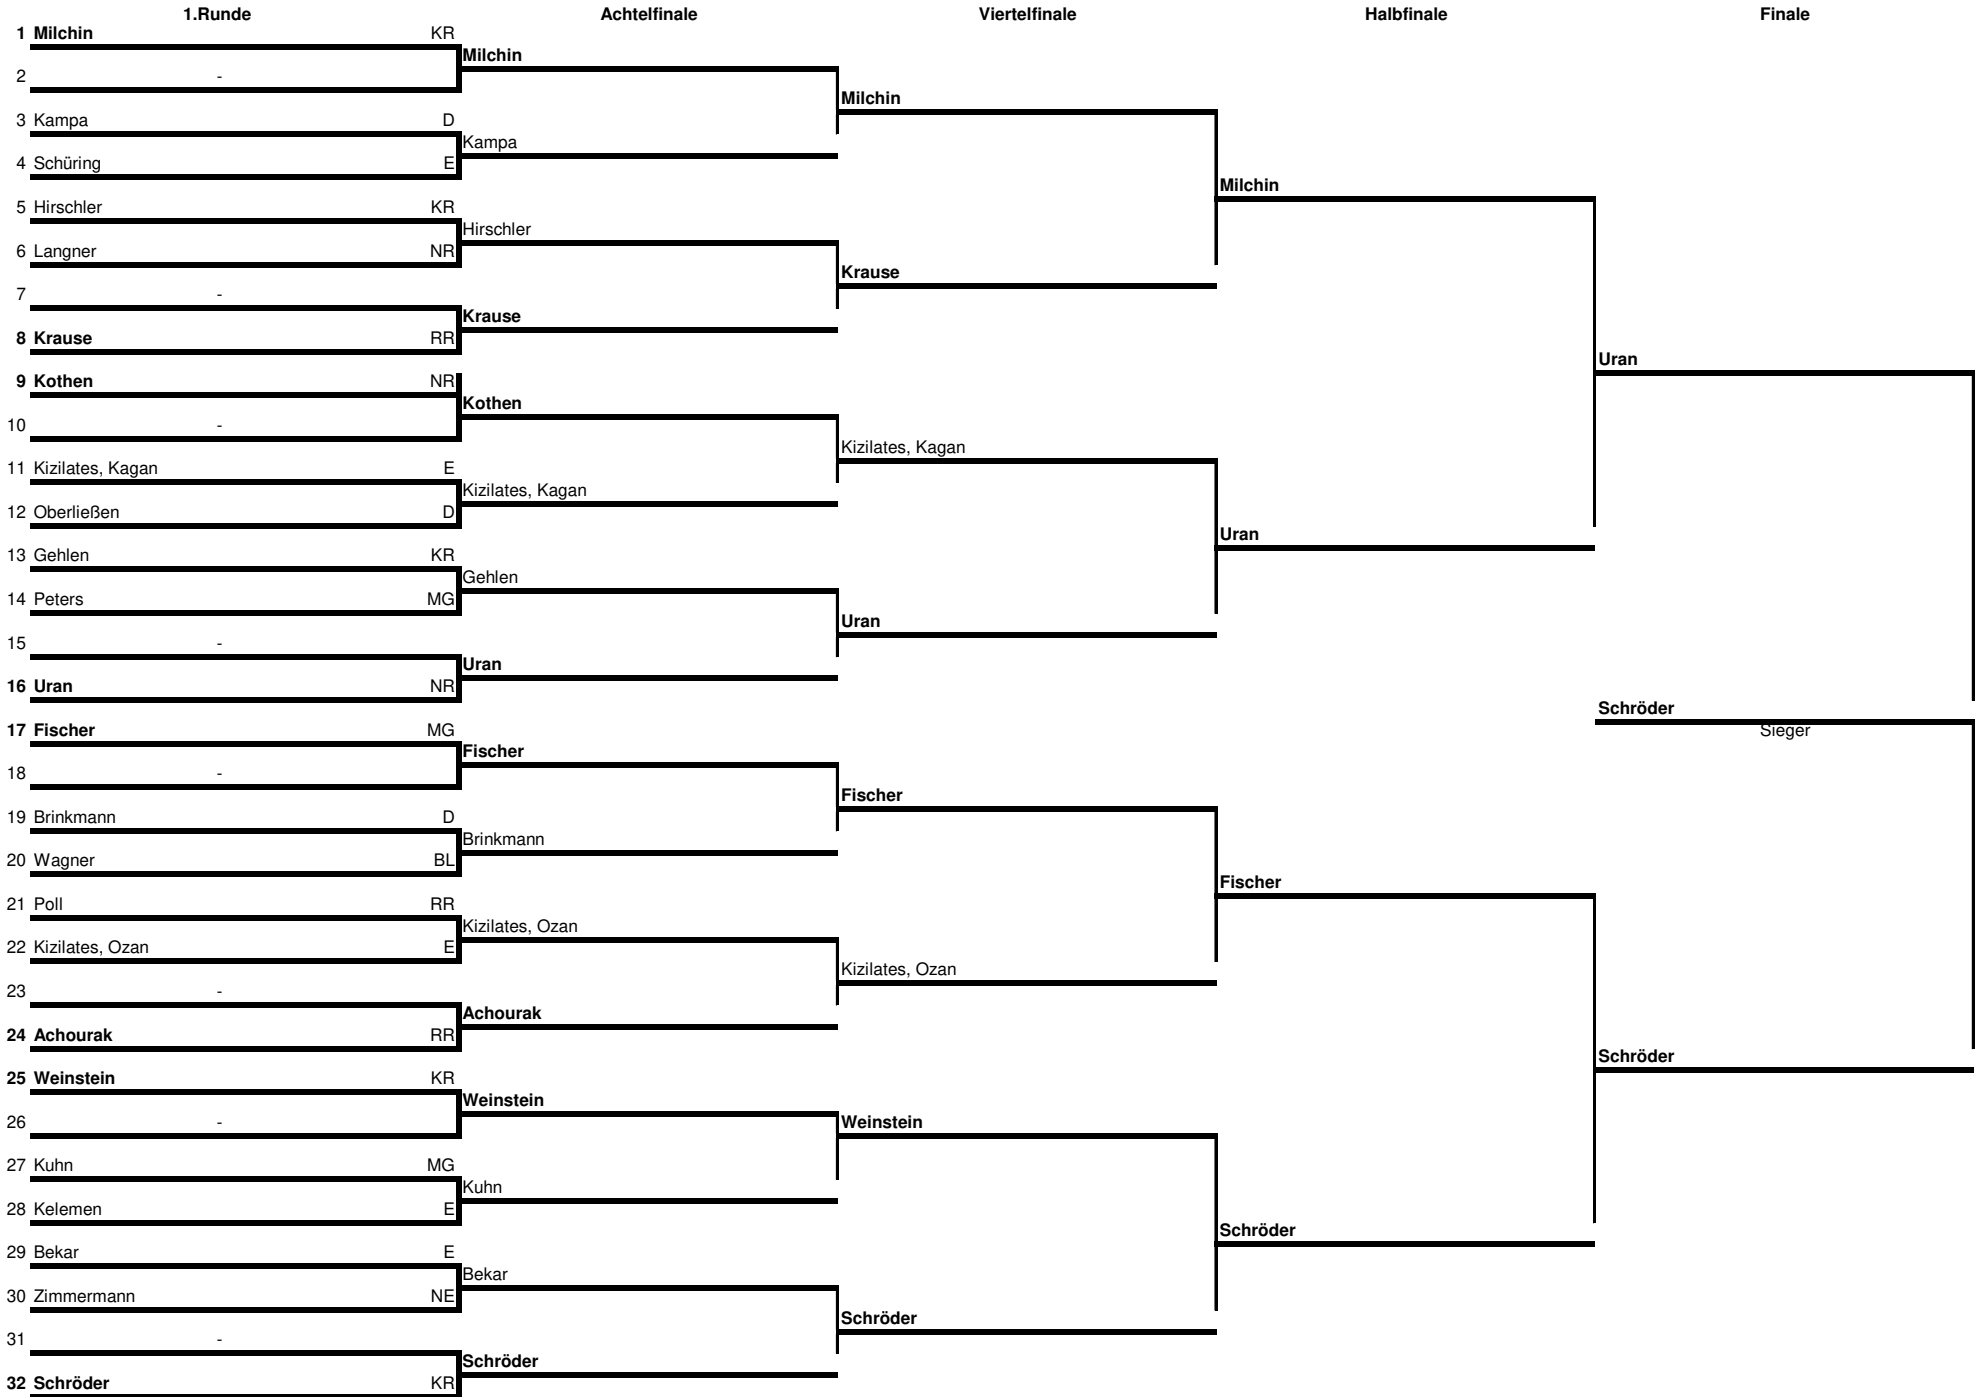 1.Runde Achtelfinale Viertelfinale Halbfinale Finale
1 Milchin KR
Milchin
2 -
Milchin
3 Kampa D
Kampa
4 Schüring E
Milchin
5 Hirschler KR
Hirschler
6 Langner NR
Krause
7 -
Krause
8 Krause RR
Uran
9 Kothen NR
Kothen
10 -
Kizilates, Kagan
11 Kizilates, Kagan E
Kizilates, Kagan
12 Oberließen D
Uran
13 Gehlen KR
Gehlen
14 Peters MG
Uran
15 -
Uran
16 Uran NR
Schröder
17 Fischer MG Sieger
Fischer
18 -
Fischer
19 Brinkmann D
Brinkmann
20 Wagner BL
Fischer
21 Poll RR
Kizilates, Ozan
22 Kizilates, Ozan E
Kizilates, Ozan
23 -
Achourak
24 Achourak RR
Schröder
25 Weinstein KR
Weinstein
26 - Weinstein
27 Kuhn MG
Kuhn
28 Kelemen E
Schröder
29 Bekar E
Bekar
30 Zimmermann NE
Schröder
31 -
Schröder
32 Schröder KR